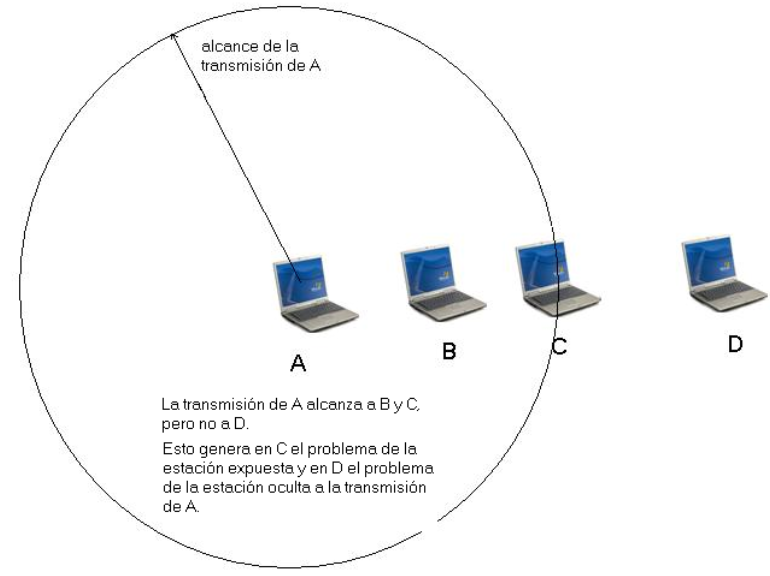 alcance de la
transmisión de A
A
B
C
D
La transmisión de A alcanza a B y C,
pero no a D.
Esto genera en C el problema de la
estación expuesta y en D el problema
de la estación oculta a la transmisión
de A.